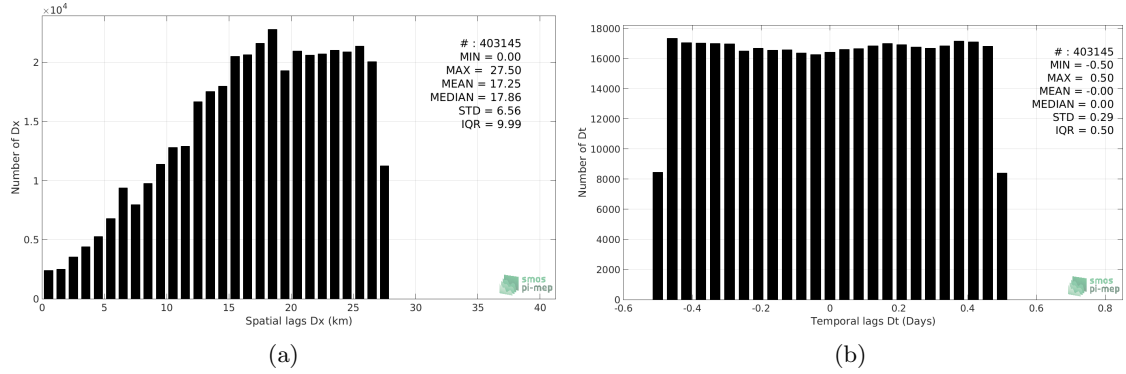 ×10⁴
2
1.5
1
0.5
0
Number of Dx
# : 403145
MIN = 0.00
MAX = 27.50
MEAN = 17.25
MEDIAN = 17.86
STD = 6.56
IQR = 9.99
smos
pi-mep
0 5 10 15 20 25 30 35 40
Spatial lags Dx (km)
(a)
18000
16000
14000
12000
10000
8000
6000
4000
2000
0
Number of Dt
# : 403145
MIN = -0.50
MAX = 0.50
MEAN = -0.00
MEDIAN = 0.00
STD = 0.29
IQR = 0.50
smos
pi-mep
-0.6 -0.4 -0.2 0 0.2 0.4 0.6 0.8
Temporal lags Dt (Days)
(b)